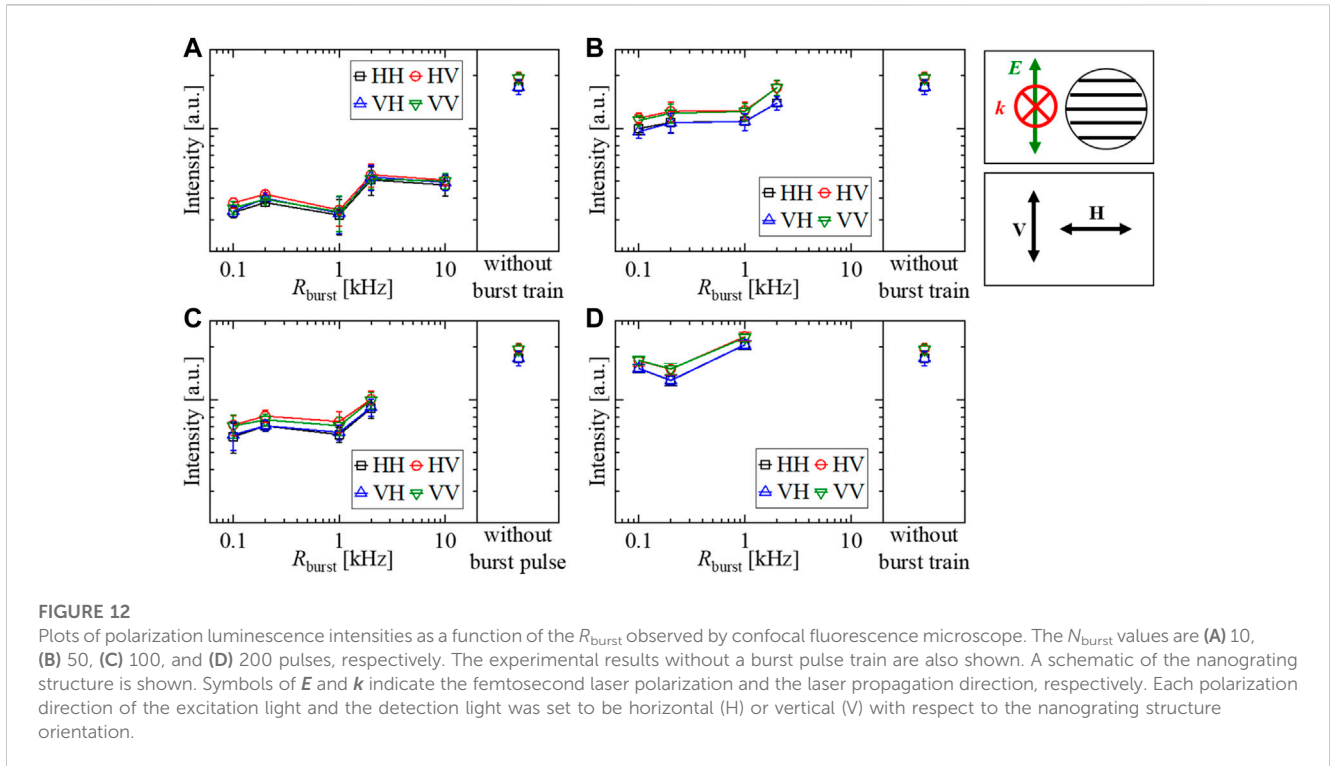 A
HH HV
VH VV
Intensity [a.u.]
0.1 1 10
R_burst [kHz]
without
burst train
B
HH HV
VH VV
Intensity [a.u.]
0.1 1 10
R_burst [kHz]
without
burst train
E
k
V
H
C
HH HV
VH VV
Intensity [a.u.]
0.1 1 10
R_burst [kHz]
without
burst pulse
D
HH HV
VH VV
Intensity [a.u.]
0.1 1 10
R_burst [kHz]
without
burst train
FIGURE 12
Plots of polarization luminescence intensities as a function of the R_burst observed by confocal fluorescence microscope. The N_burst values are (A) 10,
(B) 50, (C) 100, and (D) 200 pulses, respectively. The experimental results without a burst pulse train are also shown. A schematic of the nanograting
structure is shown. Symbols of E and k indicate the femtosecond laser polarization and the laser propagation direction, respectively. Each polarization
direction of the excitation light and the detection light was set to be horizontal (H) or vertical (V) with respect to the nanograting structure
orientation.